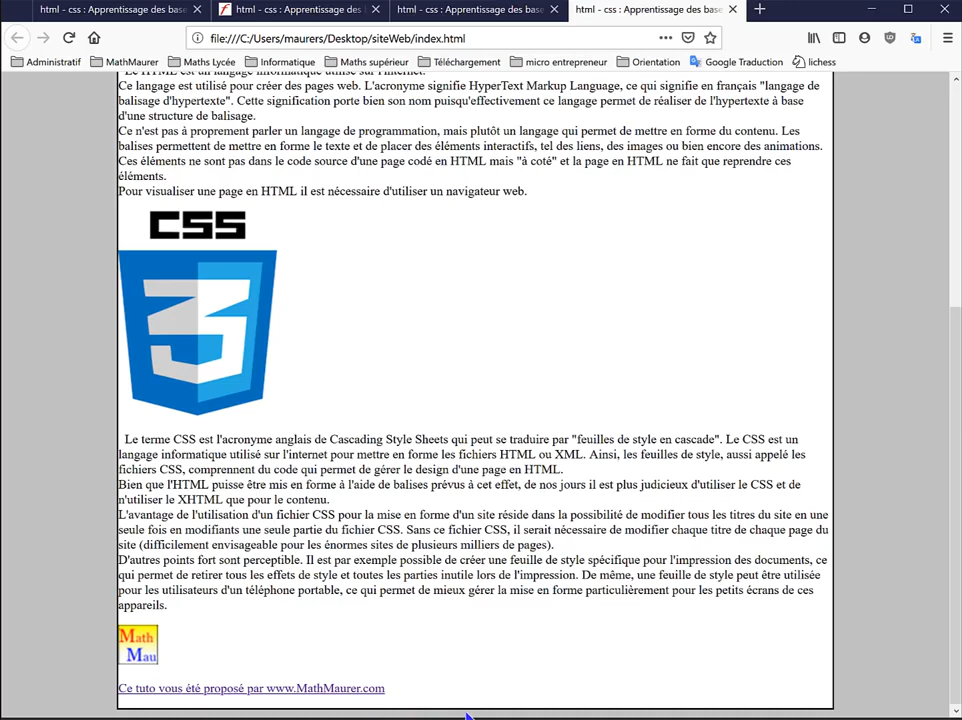 html - css : Apprentissage des base
html - css : Apprentissage des
html - css : Apprentissage des base
html - css : Apprentissage des bas
file:///C:/Users/maurers/Desktop/siteWeb/index.html
Administratif
MathMaurer
Maths Lycée
Informatique
Maths supérieur
Téléchargement
micro entrepreneur
Orientation
Google Traduction
lichess
Le HTML est un langage informatique utilisé sur l'internet.
Ce langage est utilisé pour créer des pages web. L'acronyme signifie HyperText Markup Language, ce qui signifie en français "langage de
balisage d'hypertexte". Cette signification porte bien son nom puisqu'effectivement ce langage permet de réaliser de l'hypertexte à base
d'une structure de balisage.
Ce n'est pas à proprement parler un langage de programmation, mais plutôt un langage qui permet de mettre en forme du contenu. Les
balises permettent de mettre en forme le texte et de placer des éléments interactifs, tel des liens, des images ou bien encore des animations.
Ces éléments ne sont pas dans le code source d'une page codé en HTML mais "à coté" et la page en HTML ne fait que reprendre ces
éléments.
Pour visualiser une page en HTML il est nécessaire d'utiliser un navigateur web.
CSS
3
Le terme CSS est l'acronyme anglais de Cascading Style Sheets qui peut se traduire par "feuilles de style en cascade". Le CSS est un
langage informatique utilisé sur l'internet pour mettre en forme les fichiers HTML ou XML. Ainsi, les feuilles de style, aussi appelé les
fichiers CSS, comprennent du code qui permet de gérer le design d'une page en HTML.
Bien que l'HTML puisse être mis en forme à l'aide de balises prévus à cet effet, de nos jours il est plus judicieux d'utiliser le CSS et de
n'utiliser le XHTML que pour le contenu.
L'avantage de l'utilisation d'un fichier CSS pour la mise en forme d'un site réside dans la possibilité de modifier tous les titres du site en une
seule fois en modifiants une seule partie du fichier CSS. Sans ce fichier CSS, il serait nécessaire de modifier chaque titre de chaque page du
site (difficilement envisageable pour les énormes sites de plusieurs milliers de pages).
D'autres points fort sont perceptible. Il est par exemple possible de créer une feuille de style spécifique pour l'impression des documents, ce
qui permet de retirer tous les effets de style et toutes les parties inutile lors de l'impression. De même, une feuille de style peut être utilisée
pour les utilisateurs d'un téléphone portable, ce qui permet de mieux gérer la mise en forme particulièrement pour les petits écrans de ces
appareils.
Math
Mau
Ce tuto vous été proposé par www.MathMaurer.com